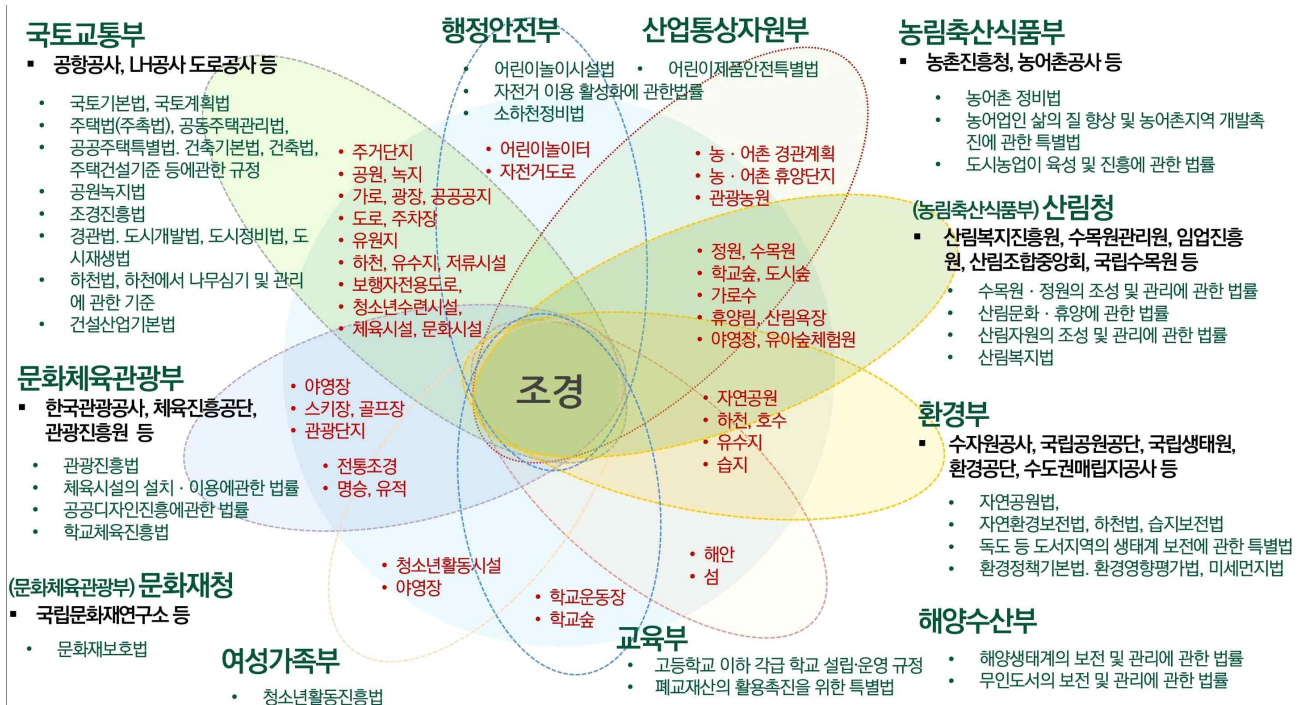 국토교통부
▪ 공항공사, LH공사 도로공사 등
• 국토기본법, 국토계획법
• 주택법(주촉법), 공동주택관리법,
• 공공주택특별법. 건축기본법, 건축법,
주택건설기준 등에관한 규정
• 공원녹지법
• 조경진흥법
• 경관법. 도시개발법, 도시정비법, 도
시재생법
• 하천법, 하천에서 나무심기 및 관리
에 관한 기준
• 건설산업기본법
행정안전부
• 어린이놀이시설법
• 자전거 이용 활성화에 관한법률
• 소하천정비법
산업통상자원부
• 어린이제품안전특별법
농림축산식품부
▪ 농촌진흥청, 농어촌공사 등
• 농어촌 정비법
• 농어업인 삶의 질 향상 및 농어촌지역 개발촉
진에 관한 특별법
• 도시농업이 육성 및 진흥에 관한 법률
• 주거단지
• 공원, 녹지
• 가로, 광장, 공공공지
• 도로, 주차장
• 유원지
• 하천, 유수지, 저류시설
• 보행자전용도로,
• 청소년수련시설,
• 체육시설, 문화시설
• 어린이놀이터
• 자전거도로
• 농·어촌 경관계획
• 농·어촌 휴양단지
• 관광농원
(농림축산식품부) 산림청
▪ 산림복지진흥원, 수목원관리원, 임업진흥
원, 산림조합중앙회, 국립수목원 등
• 수목원·정원의 조성 및 관리에 관한 법률
• 산림문화·휴양에 관한 법률
• 산림자원의 조성 및 관리에 관한 법률
• 산림복지법
• 정원, 수목원
• 학교숲, 도시숲
• 가로수
• 휴양림, 산림욕장
• 야영장, 유아숲체험원
조경
문화체육관광부
▪ 한국관광공사, 체육진흥공단,
관광진흥원 등
• 관광진흥법
• 체육시설의 설치·이용에관한 법률
• 공공디자인진흥에관한 법률
• 학교체육진흥법
• 야영장
• 스키장, 골프장
• 관광단지
• 전통조경
• 명승, 유적
• 자연공원
• 하천, 호수
• 유수지
• 습지
환경부
▪ 수자원공사, 국립공원공단, 국립생태원,
환경공단, 수도권매립지공사 등
• 자연공원법,
• 자연환경보전법, 하천법, 습지보전법
• 독도 등 도서지역의 생태계 보전에 관한 특별법
• 환경정책기본법. 환경영향평가법, 미세먼지법
(문화체육관광부) 문화재청
▪ 국립문화재연구소 등
• 문화재보호법
• 청소년활동시설
• 야영장
여성가족부
• 청소년활동진흥법
• 학교운동장
• 학교숲
교육부
• 고등학교 이하 각급 학교 설립·운영 규정
• 폐교재산의 활용촉진을 위한 특별법
• 해안
• 섬
해양수산부
• 해양생태계의 보전 및 관리에 관한 법률
• 무인도서의 보전 및 관리에 관한 법률